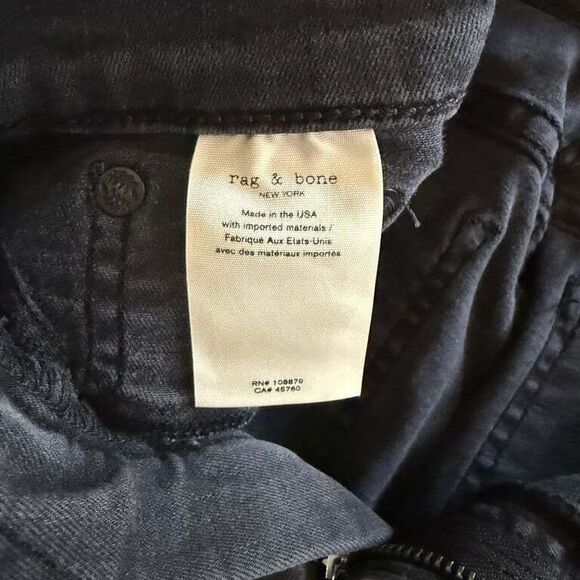 rag & bone
NEW YORK
Made in the USA
with imported materials /
Fabriqué Aux Etats-Unis
avec des matériaux importés
RN# 108879
CA# 45760